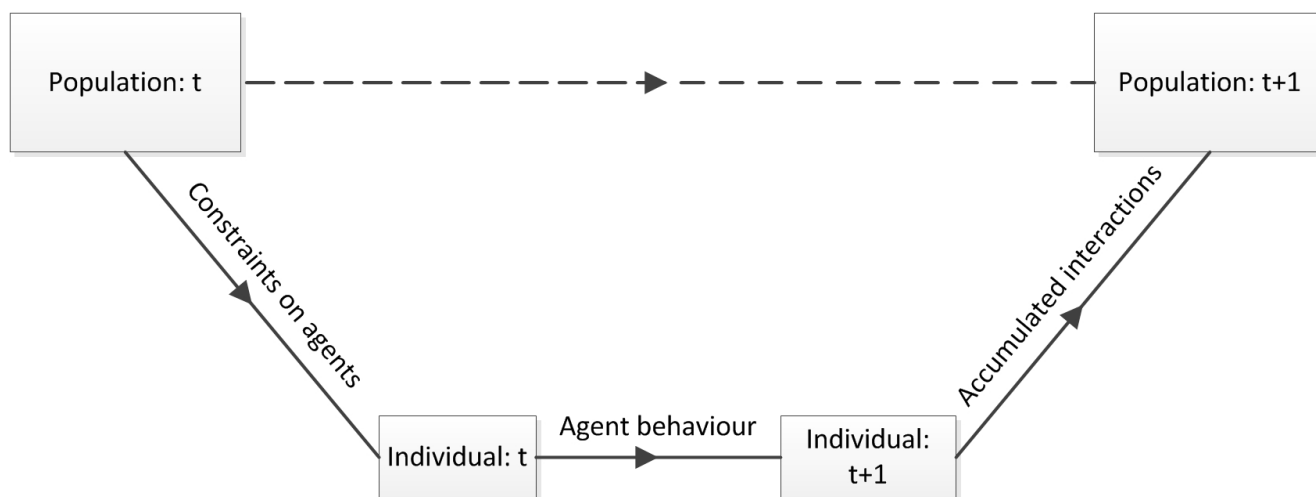 Population: t
Population: t+1
Constraints on agents
Accumulated interactions
Agent behaviour
Individual: t
Individual:
t+1